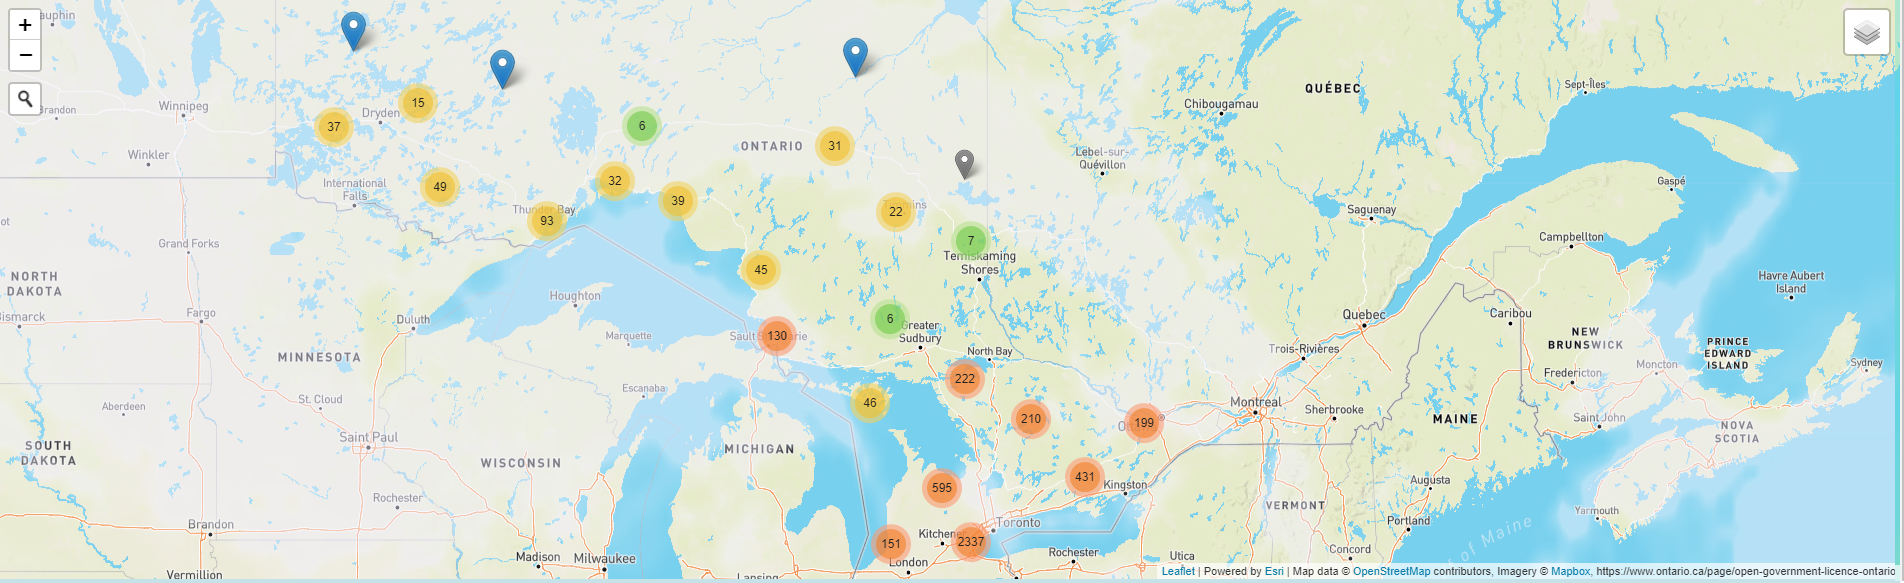 +
−
auphin
Brandon
Winnipeg
Winkler
Dryden
37
15
49
International
Falls
6
32
39
93
Thunder Bay
ONTARIO
31
22
7
Temiskaming
Shores
45
130
6
Greater
Sudbury
North Bay
222
46
210
199
431
Kingston
595
151
2337
Kitchen
Toronto
London
ot
Grand Forks
NORTH
DAKOTA
Bismarck
Fargo
MINNESOTA
Duluth
Houghton
Marquette
Escanaba
Aberdeen
St. Cloud
Saint Paul
SOUTH
DAKOTA
WISCONSIN
MICHIGAN
Rochester
Brandon
Vermillion
Madison
Milwaukee
Lansing
Rochester
Utica
QUÉBEC
Chibougamau
Lebel-sur-
Quévillon
Sept-Îles
Gaspé
Saguenay
Campbellton
Havre Aubert
Island
Quebec
Caribou
NEW
BRUNSWICK
PRINCE
EDWARD
ISLAND
Trois-Rivières
Moncton
Sydney
Fredericton
Montreal
Sherbrooke
MAINE
Saint John
NOVA
SCOTIA
Augusta
VERMONT
Yarmouth
Portland
of Maine
Concord
Leaflet | Powered by Esri | Map data © OpenStreetMap contributors, Imagery © Mapbox, https://www.ontario.ca/page/open-government-licence-ontario